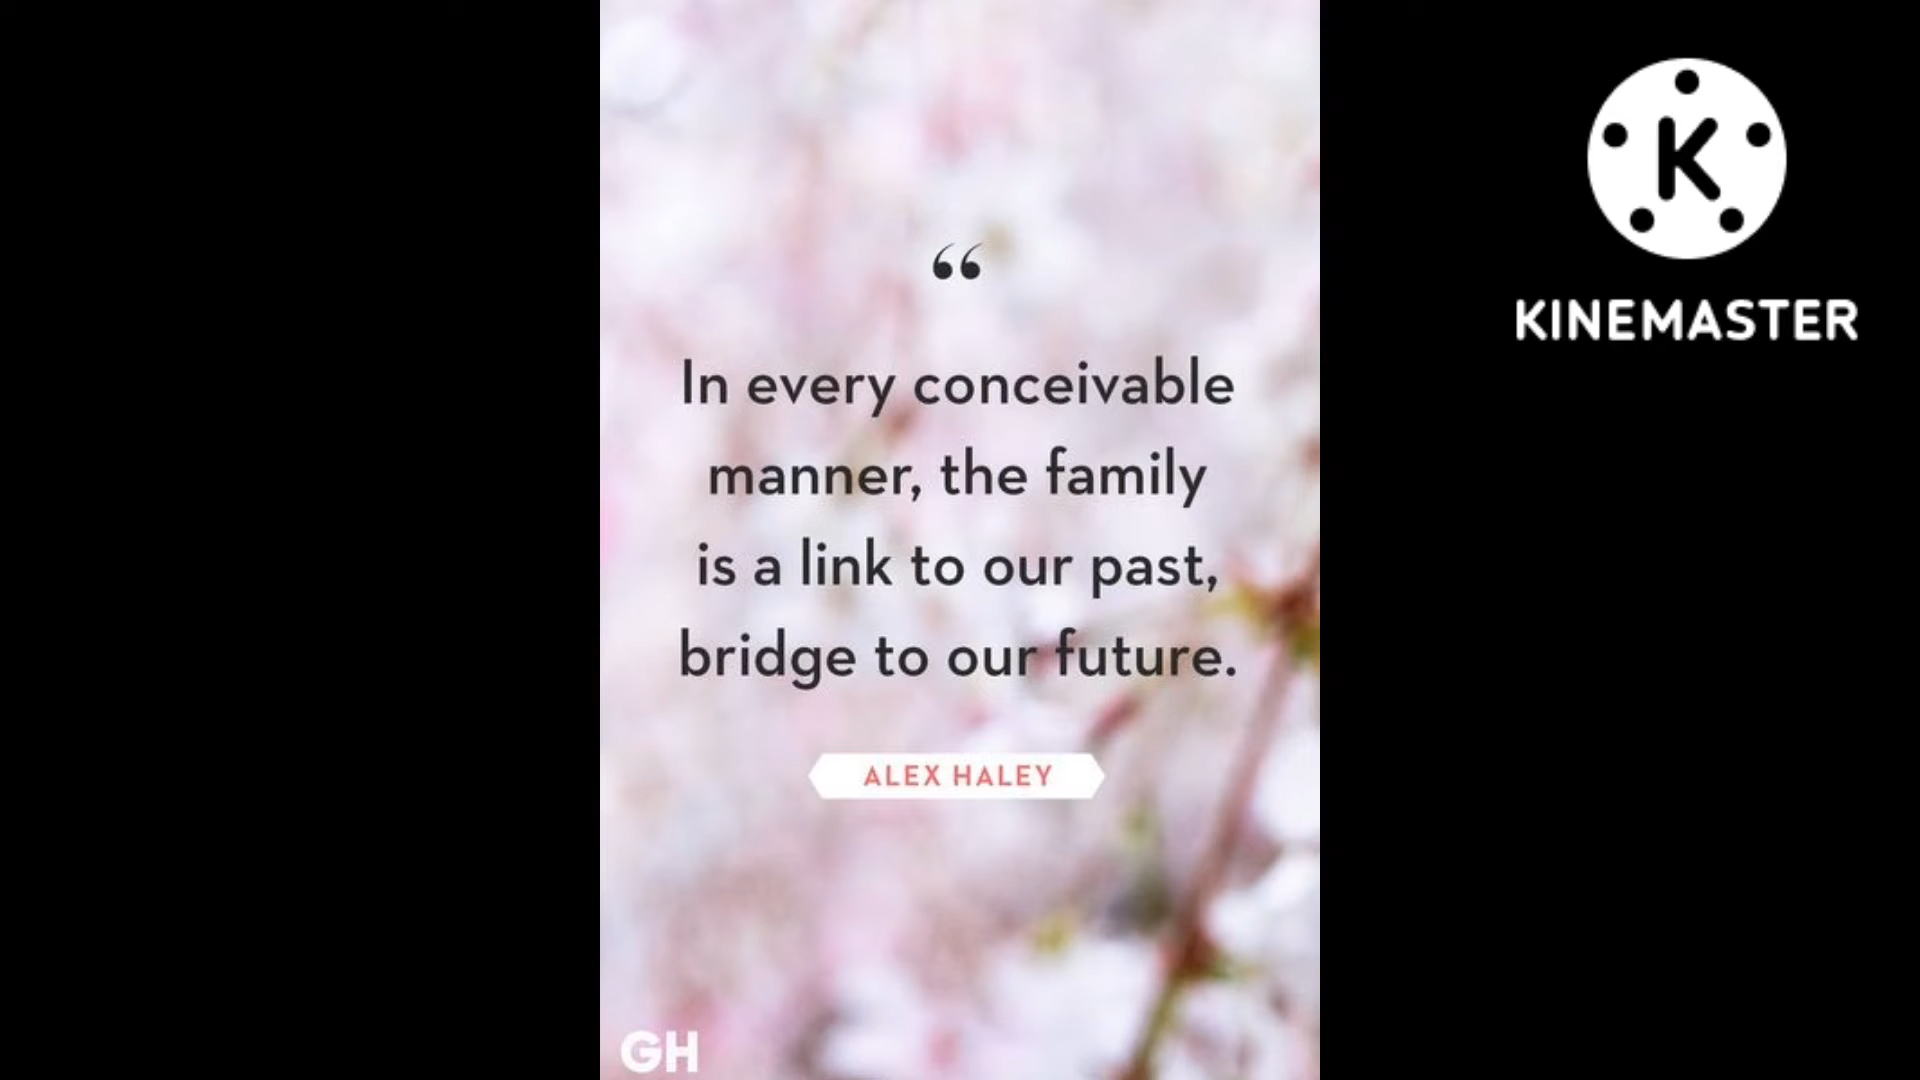 “
In every conceivable
manner, the family
is a link to our past,
bridge to our future.
ALEX HALEY
GH
K
KINEMASTER